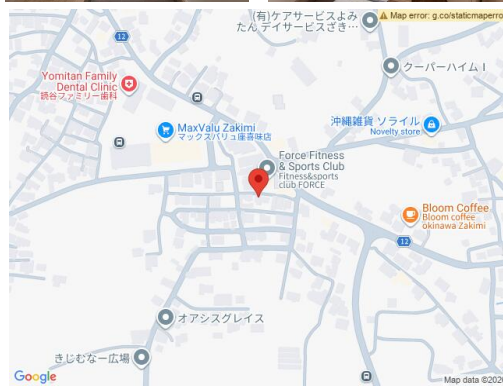 (有)ケアサービスよみ
たん デイサービスざき…
Map error: g.co/staticmaperro
12
クーパーハイム I
Yomitan Family
Dental Clinic
読谷ファミリー歯科
MaxValu Zakimi
マックスバリュ座喜味店
沖縄雑貨 ソライル
Novelty store
Force Fitness
& Sports Club
Fitness&sports
club FORCE
Bloom Coffee
Bloom coffee
okinawa Zakimi
12
オアシスグレイス
きじむなー広場
Google
Map data ©202